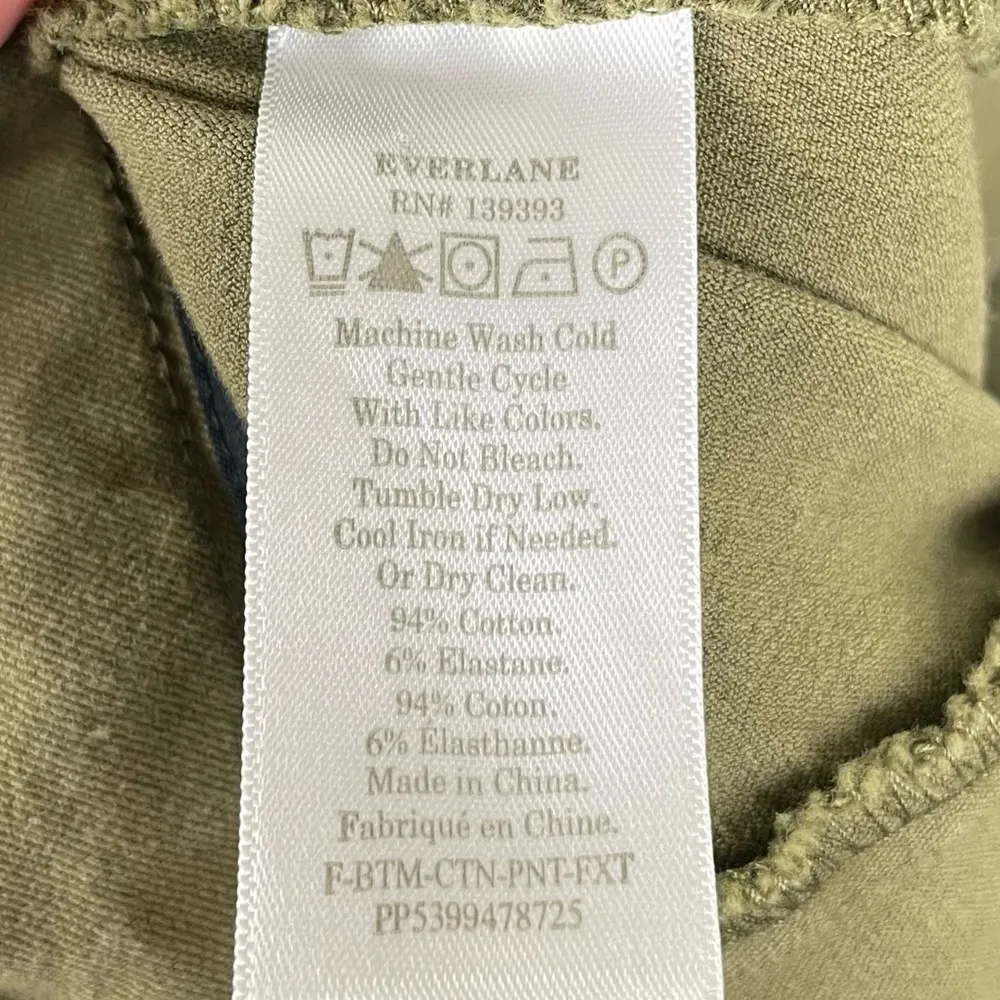 EVERLANE
RN# 139393
P
Machine Wash Cold
Gentle Cycle
With Like Colors.
Do Not Bleach.
Tumble Dry Low.
Cool Iron if Needed.
Or Dry Clean.
94% Cotton.
6% Elastane.
94% Coton.
6% Elasthanne.
Made in China.
Fabriqué en Chine.
F-BTM-CTN-PNT-FXT
PP5399478725